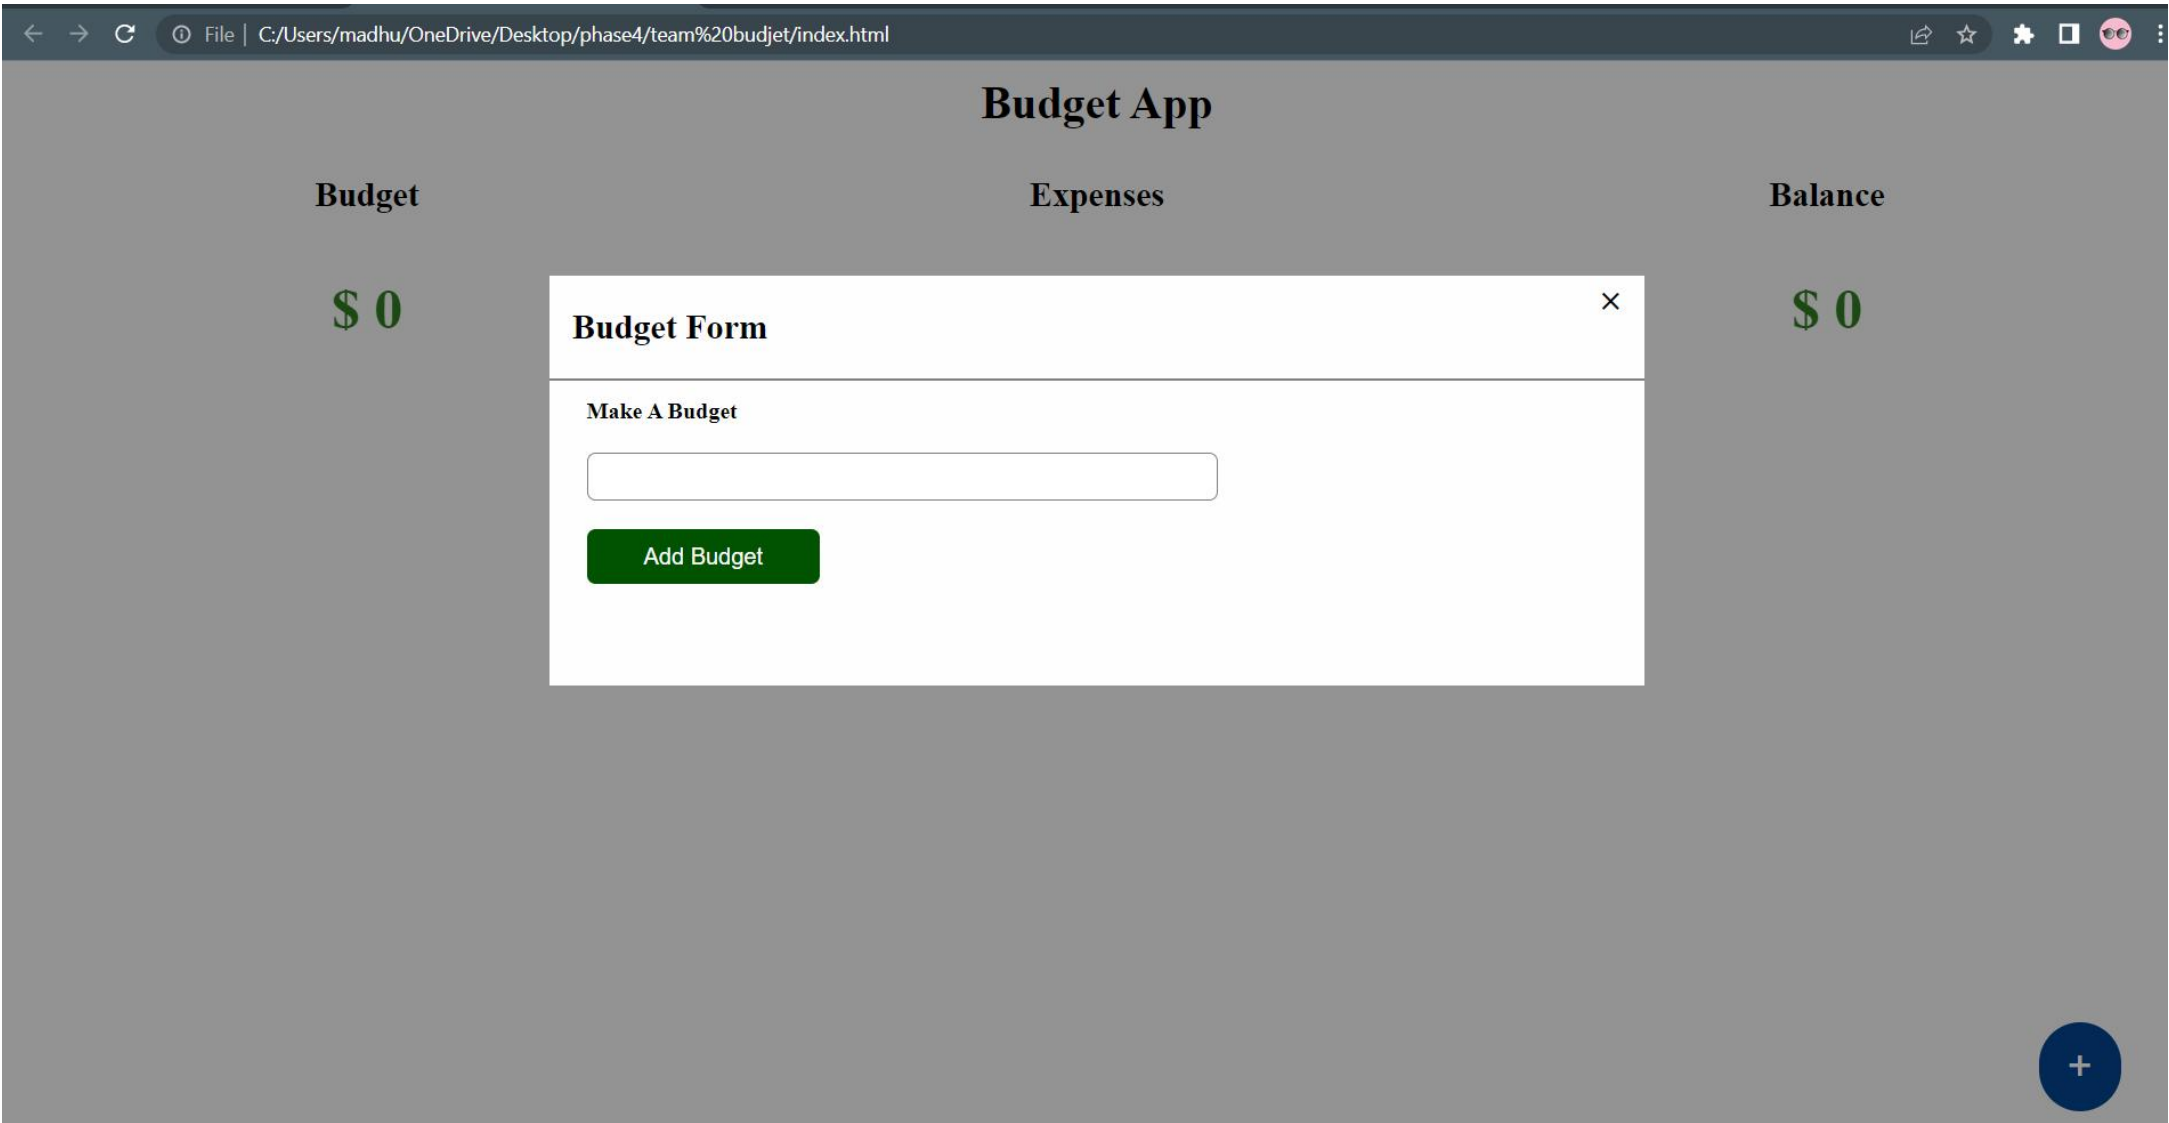 File | C:/Users/madhu/OneDrive/Desktop/phase4/team%20budjet/index.html
Budget App
Budget Expenses Balance
$ 0 $ 0
Budget Form ×
Make A Budget
Add Budget
+